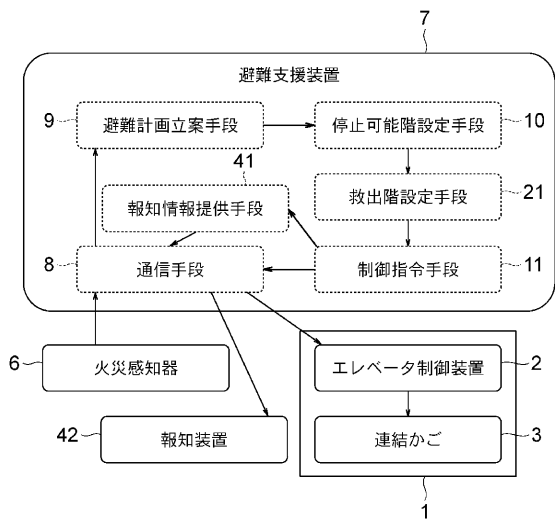 7
避難支援装置
9 避難計画立案手段 停止可能階設定手段 10
41
報知情報提供手段 救出階設定手段 21
8 通信手段 制御指令手段 11
6 火災感知器 エレベータ制御装置 2
42 報知装置 連結かご 3
1